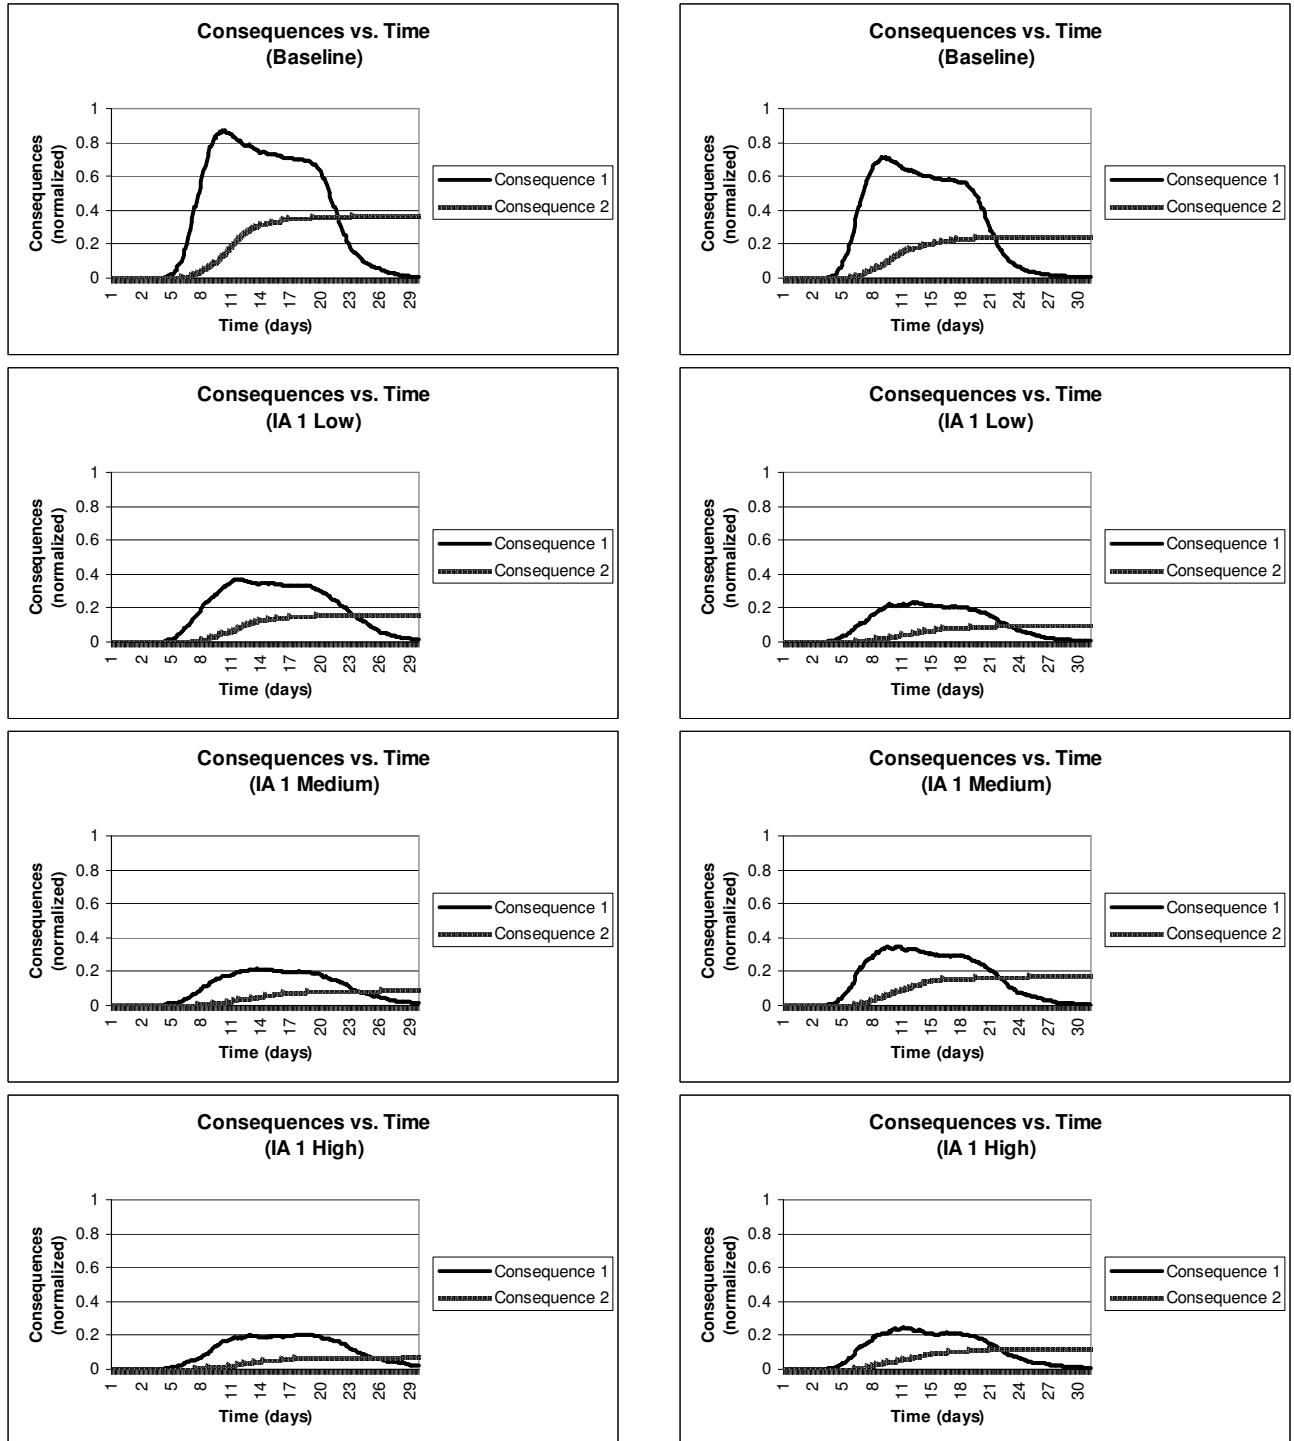 Consequences vs. Time
(Baseline)
Consequences
(normalized)
1
0.8
0.6
0.4
0.2
0
1
2
5
8
11
14
17
20
23
26
29
Time (days)
Consequence 1
Consequence 2
Consequences vs. Time
(Baseline)
Consequences
(normalized)
1
0.8
0.6
0.4
0.2
0
1
2
5
8
11
15
18
21
24
27
30
Time (days)
Consequence 1
Consequence 2
Consequences vs. Time
(IA 1 Low)
Consequences
(normalized)
1
0.8
0.6
0.4
0.2
0
1
2
5
8
11
14
17
20
23
26
29
Time (days)
Consequence 1
Consequence 2
Consequences vs. Time
(IA 1 Low)
Consequences
(normalized)
1
0.8
0.6
0.4
0.2
0
1
2
5
8
11
15
18
21
24
27
30
Time (days)
Consequence 1
Consequence 2
Consequences vs. Time
(IA 1 Medium)
Consequences
(normalized)
1
0.8
0.6
0.4
0.2
0
1
2
5
8
11
14
17
20
23
26
29
Time (days)
Consequence 1
Consequence 2
Consequences vs. Time
(IA 1 Medium)
Consequences
(normalized)
1
0.8
0.6
0.4
0.2
0
1
2
5
8
11
15
18
21
24
27
30
Time (days)
Consequence 1
Consequence 2
Consequences vs. Time
(IA 1 High)
Consequences
(normalized)
1
0.8
0.6
0.4
0.2
0
1
2
5
8
11
14
17
20
23
26
29
Time (days)
Consequence 1
Consequence 2
Consequences vs. Time
(IA 1 High)
Consequences
(normalized)
1
0.8
0.6
0.4
0.2
0
1
2
5
8
11
15
18
21
24
27
30
Time (days)
Consequence 1
Consequence 2